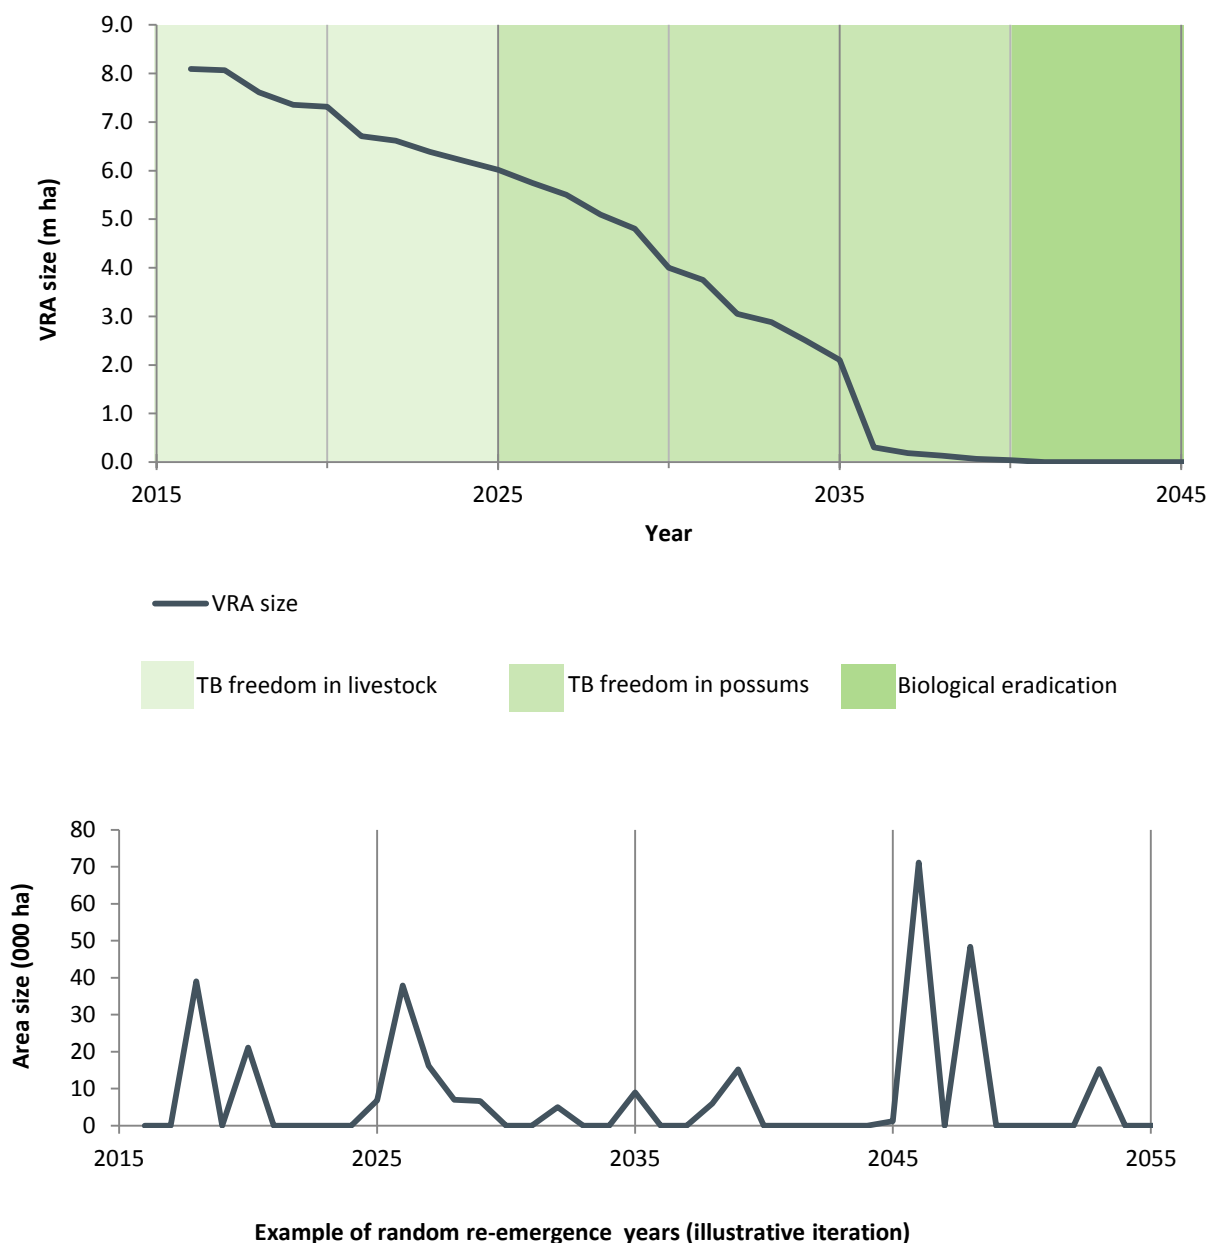 9.0
8.0
7.0
6.0
5.0
4.0
3.0
2.0
1.0
0.0
VRA size (m ha)
2015 2025 2035 2045
Year
VRA size
TB freedom in livestock TB freedom in possums Biological eradication
80
70
60
50
40
30
20
10
0
Area size (000 ha)
2015 2025 2035 2045 2055
Example of random re-emergence years (illustrative iteration)